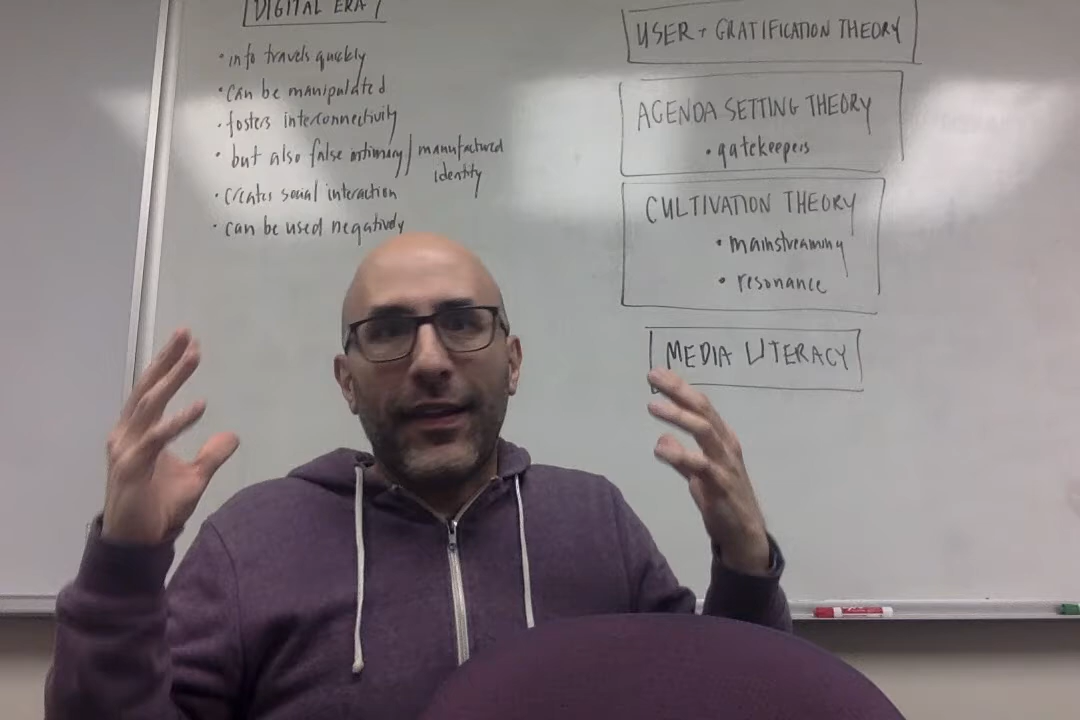 DIGITAL ERA
• info travels quickly
• can be manipulated
• fosters interconnectivity
• but also false intimacy / manufactured
identity
• creates social interaction
• can be used negatively
USER + GRATIFICATION THEORY
AGENDA SETTING THEORY
• gatekeepers
CULTIVATION THEORY
• mainstreaming
• resonance
MEDIA LITERACY